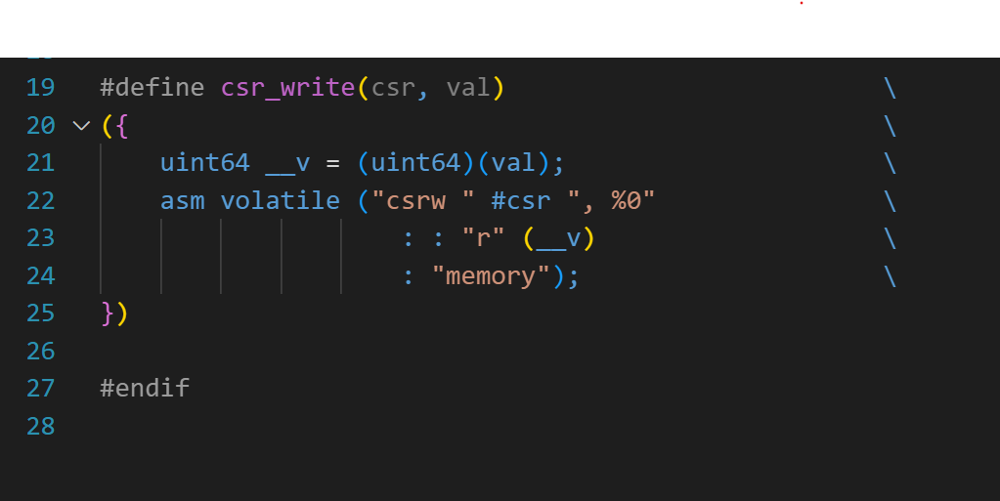 19 #define csr_write(csr, val) \
20 ({ \
21 uint64 __v = (uint64)(val); \
22 asm volatile ("csrw " #csr ", %0" \
23 : : "r" (__v) \
24 : "memory"); \
25 })
26
27 #endif
28